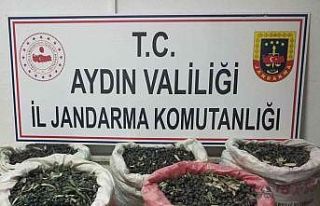 T.C.
AYDIN VALİLİĞİ
İL JANDARMA KOMUTANLIĞI